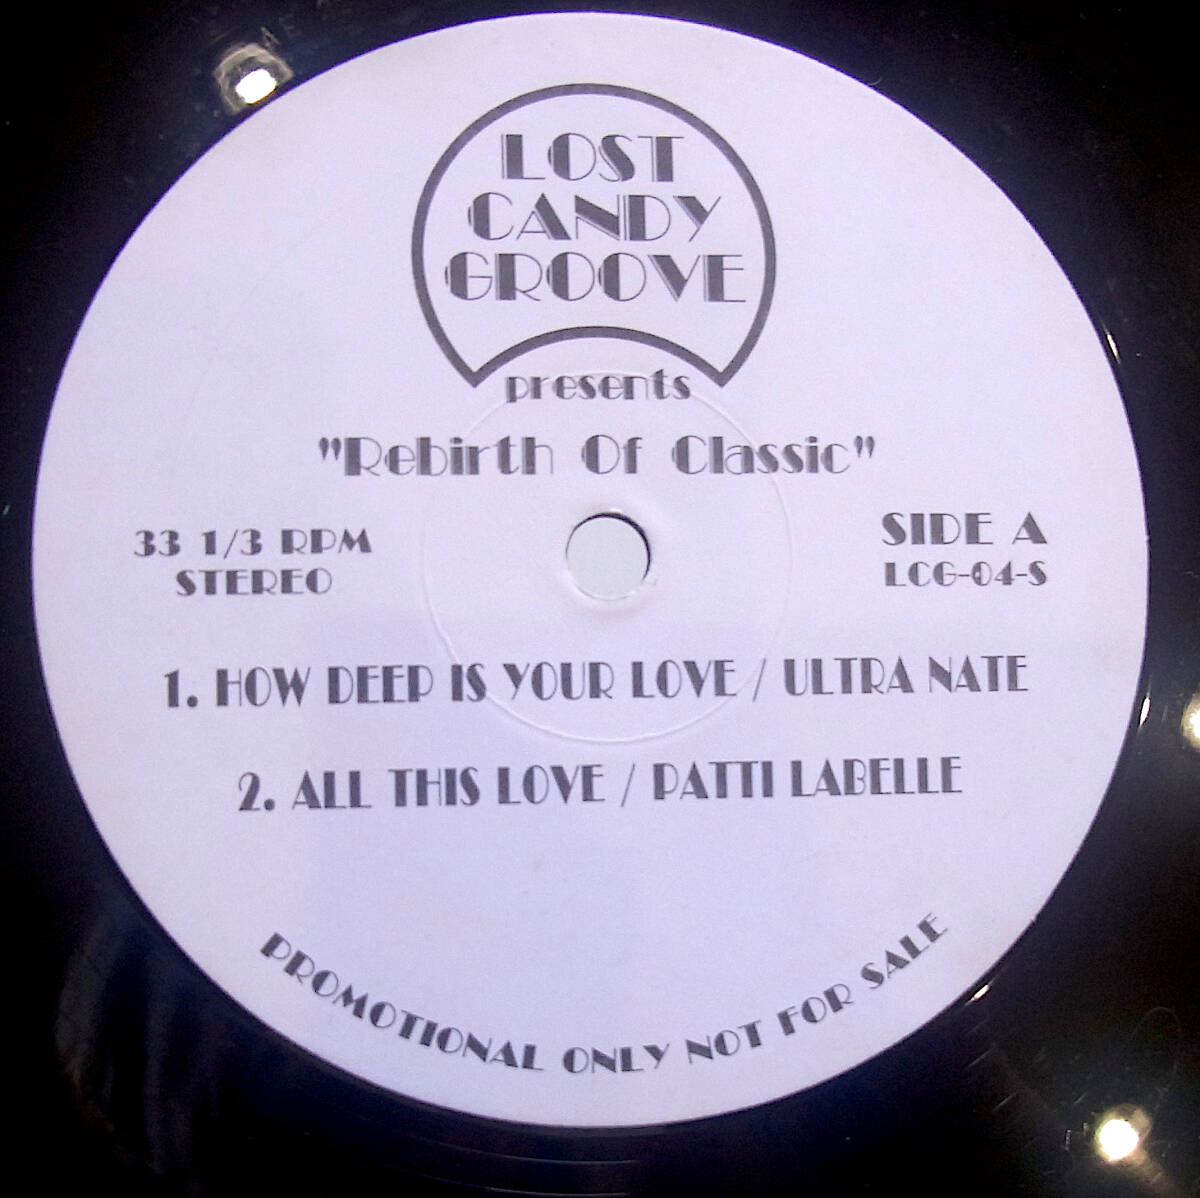 LOST
CANDY
GROOVE
presents
"Rebirth Of Classic"
33 1/3 RPM
STEREO
SIDE A
LCG-04-S
1. HOW DEEP IS YOUR LOVE / ULTRA NATE
2. ALL THIS LOVE / PATTI LABELLE
PROMOTIONAL ONLY NOT FOR SALE